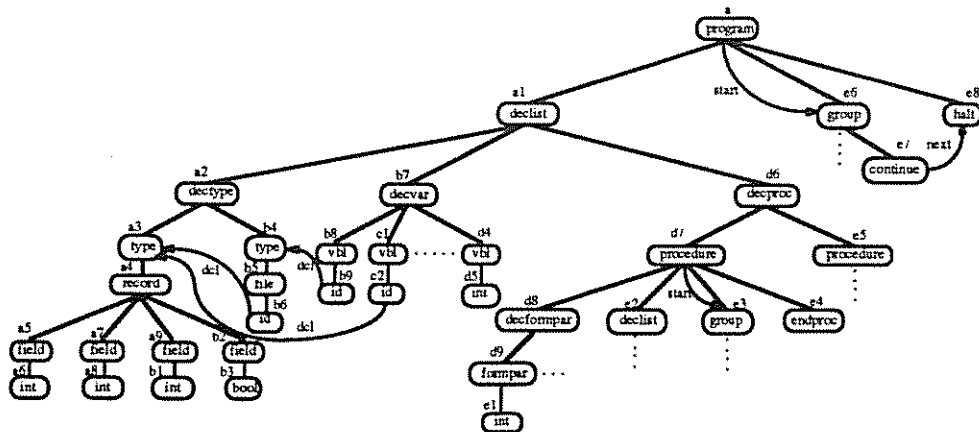 a
program
a1
e6
e8
start
declist
group
halt
e7
next
continue
a2
b7
d6
dectype
decvar
decproc
a3
b4
b8
c1
d4
d7
e5
type
type
vbl
vbl
vbl
procedure
procedure
a4
dcl
b5
dcl
b9
c2
d5
record
file
id
id
int
b6
d8
e2
start
e3
e4
id
decformpar
declist
group
endproc
a5
a7
a9
b2
dcl
field
field
field
field
d9
a6
a8
b1
b3
formpar
int
int
int
bool
e1
int